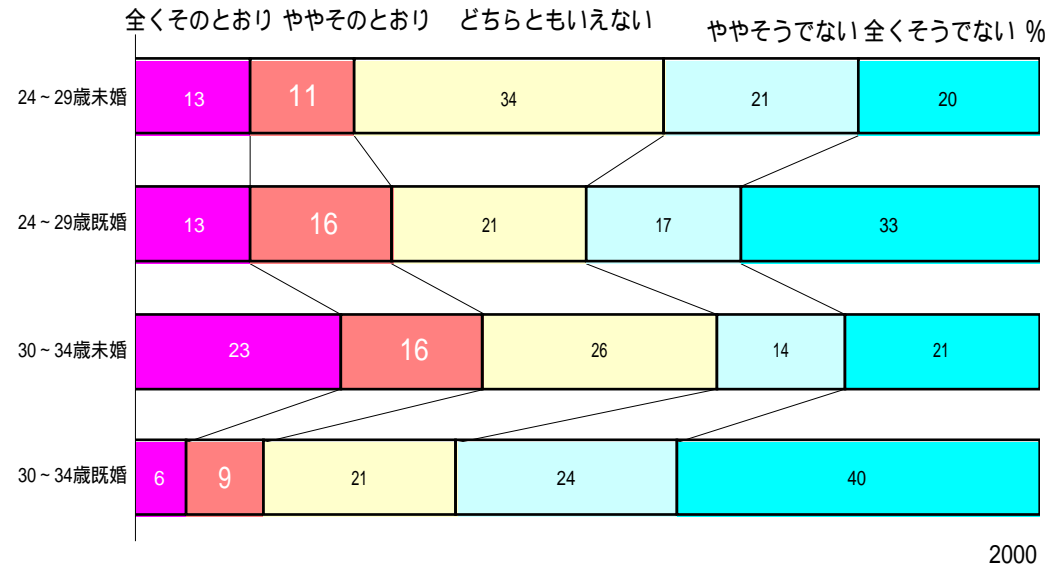 全くそのとおり ややそのとおり どちらともいえない ややそうでない 全くそうでない %
24~29歳未婚 13 11 34 21 20
24~29歳既婚 13 16 21 17 33
30~34歳未婚 23 16 26 14 21
30~34歳既婚 6 9 21 24 40
2000